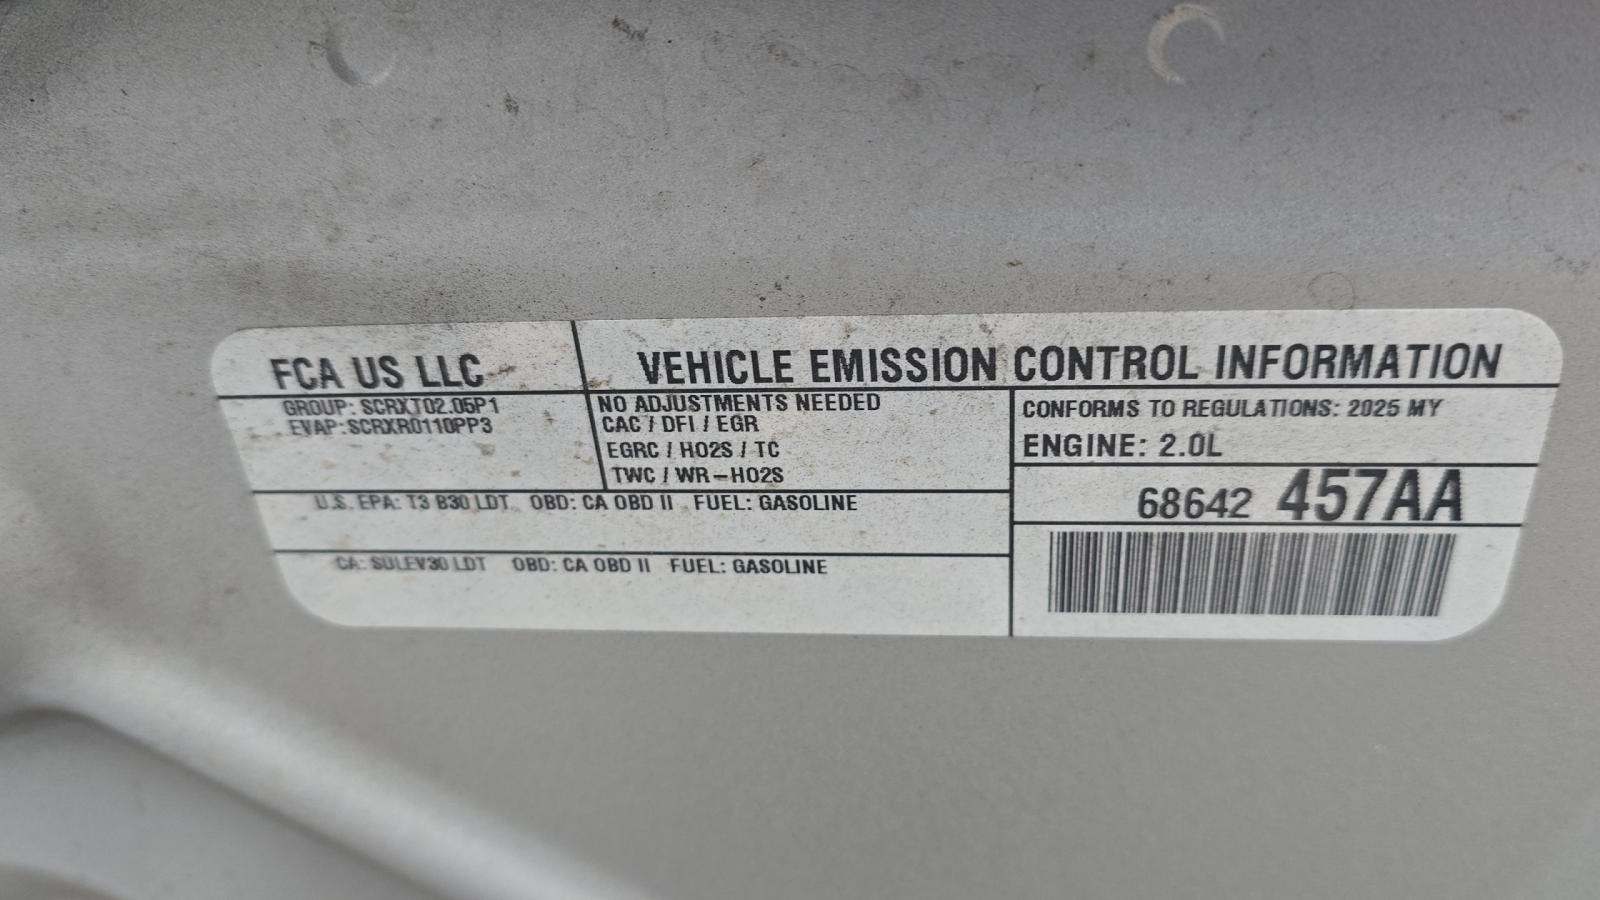 FCA US LLC
VEHICLE EMISSION CONTROL INFORMATION
GROUP: SCRXT02.05P1
EVAP:SCRXR0110PP3
NO ADJUSTMENTS NEEDED
CAC / DFI / EGR
EGRC / HO2S / TC
TWC / WR-HO2S
CONFORMS TO REGULATIONS: 2025 MY
ENGINE: 2.0L
68642 457AA
U.S. EPA: T3 B30 LDT OBD: CA OBD II FUEL: GASOLINE
CA: SULEV30 LDT OBD: CA OBD II FUEL: GASOLINE